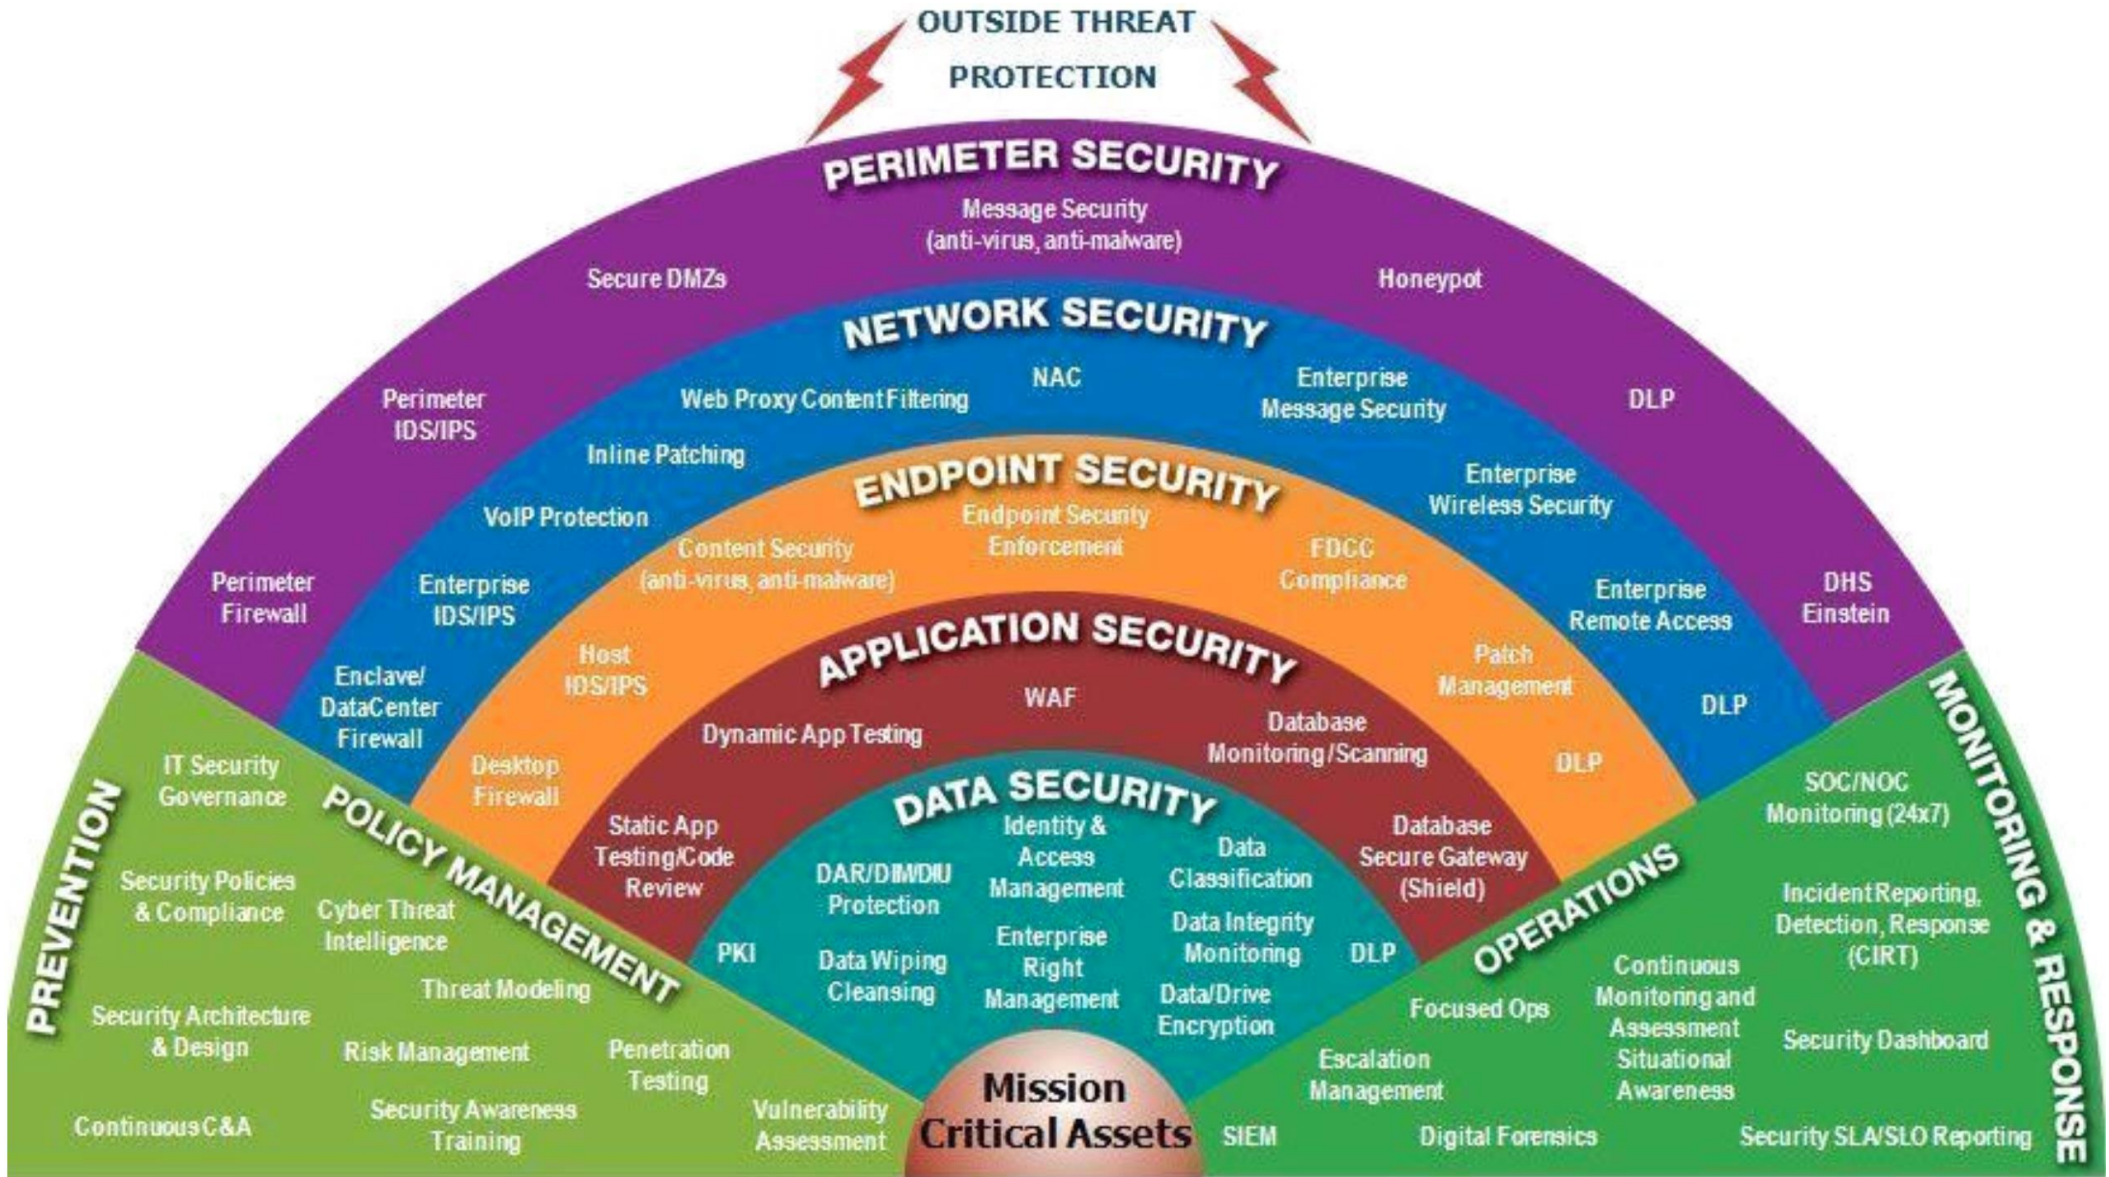 OUTSIDE THREAT
PROTECTION
PERIMETER SECURITY
Message Security
(anti-virus, anti-malware)
Secure DMZs
Honeypot
Perimeter
IDS/IPS
DLP
Perimeter
Firewall
DHS
Einstein
NETWORK SECURITY
NAC
Web Proxy Content Filtering
Enterprise
Message Security
Inline Patching
Enterprise
Wireless Security
VoIP Protection
Enterprise
IDS/IPS
Enterprise
Remote Access
Enclave/
DataCenter
Firewall
DLP
ENDPOINT SECURITY
Endpoint Security
Enforcement
Content Security
(anti-virus, anti-malware)
FDCC
Compliance
Host
IDS/IPS
Patch
Management
Desktop
Firewall
DLP
APPLICATION SECURITY
WAF
Dynamic App Testing
Database
Monitoring/Scanning
Static App
Testing/Code
Review
Database
Secure Gateway
(Shield)
DATA SECURITY
Identity &
Access
Management
DAR/DIM/DIU
Protection
Data
Classification
Enterprise
Right
Management
Data Integrity
Monitoring
PKI
Data Wiping
Cleansing
DLP
Data/Drive
Encryption
Mission
Critical Assets
PREVENTION
POLICY MANAGEMENT
IT Security
Governance
Security Policies
& Compliance
Cyber Threat
Intelligence
Threat Modeling
Security Architecture
& Design
Risk Management
Penetration
Testing
Continuous C&A
Security Awareness
Training
Vulnerability
Assessment
OPERATIONS
MONITORING & RESPONSE
SOC/NOC
Monitoring (24x7)
Incident Reporting,
Detection, Response
(CIRT)
Focused Ops
Continuous
Monitoring and
Assessment
Situational
Awareness
Security Dashboard
Escalation
Management
SIEM
Digital Forensics
Security SLA/SLO Reporting